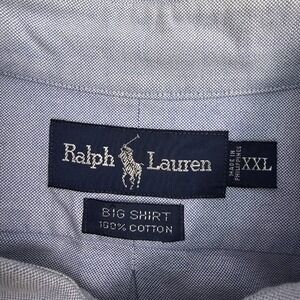 Ralph Lauren
MADE IN
PHILIPPINES
XXL
BIG SHIRT
100% COTTON